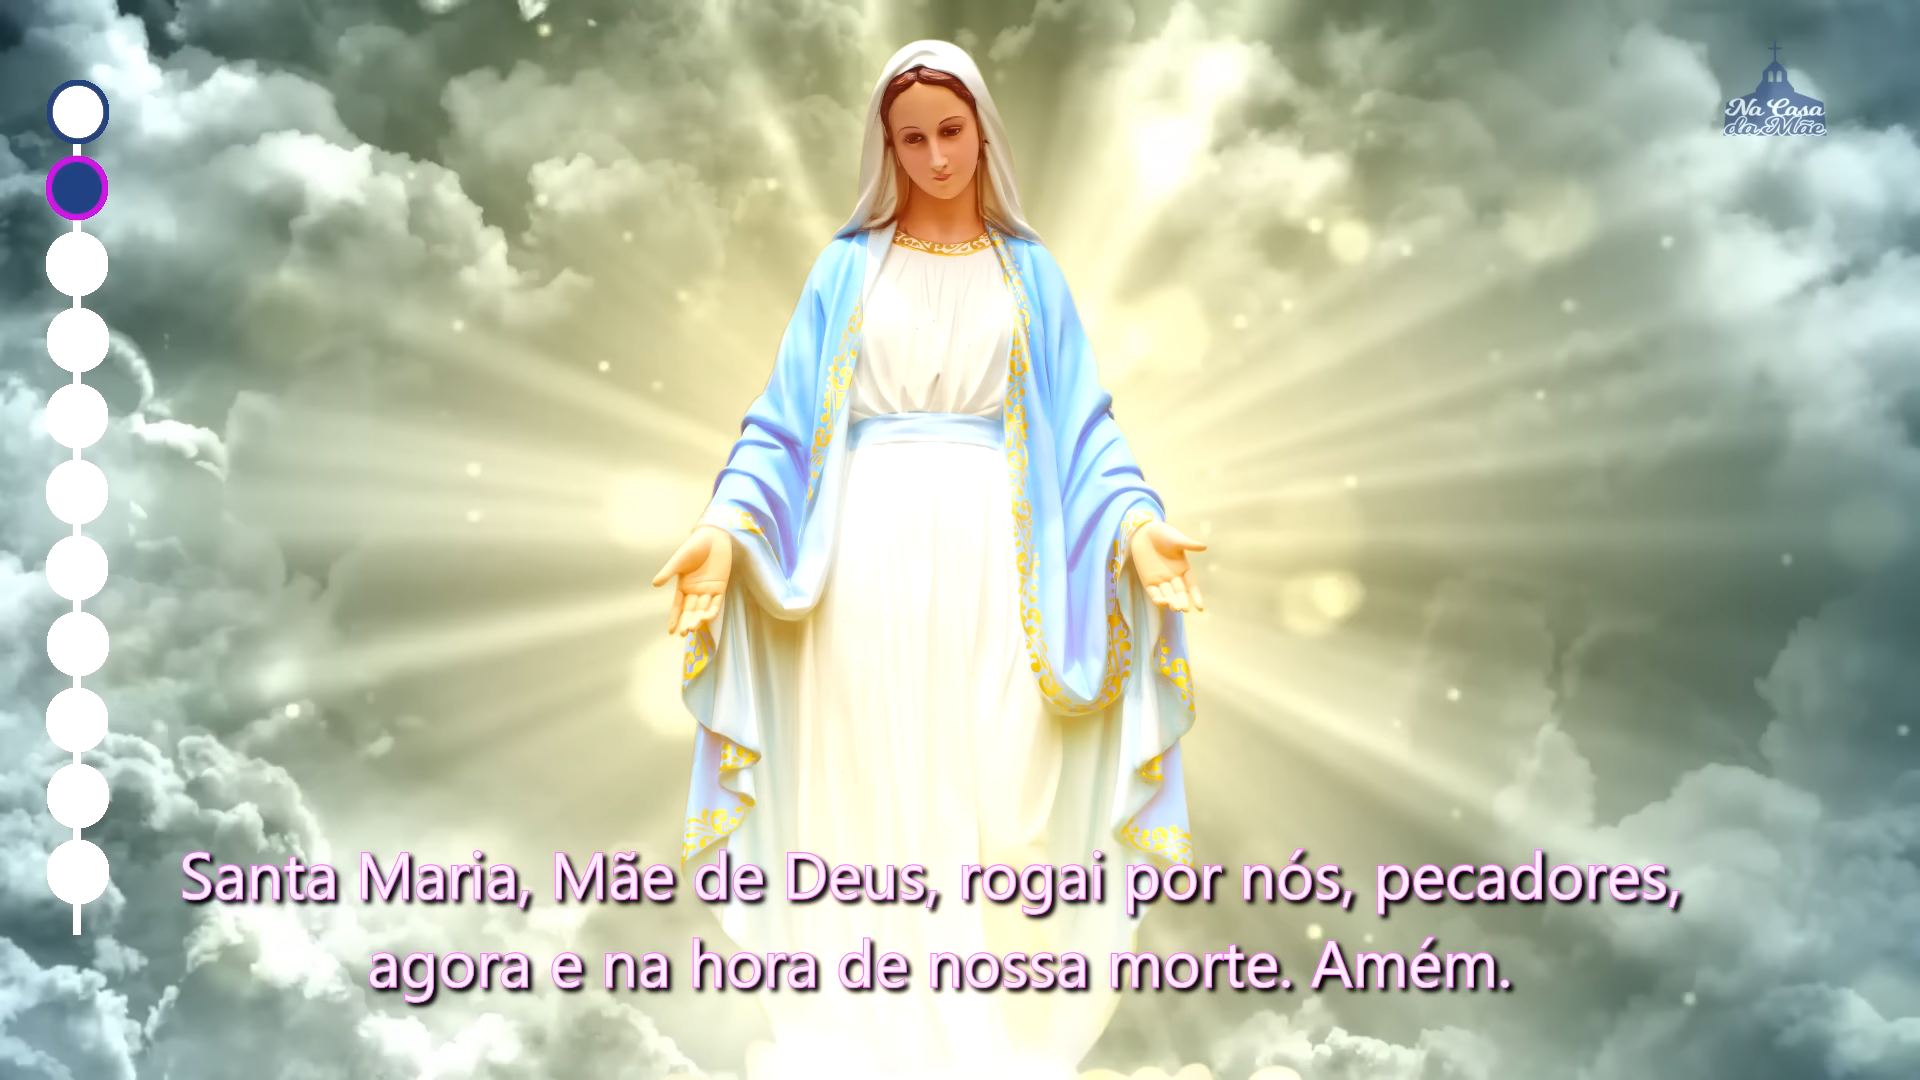 Na Casa
da Mãe
Santa Maria, Mãe de Deus, rogai por nós, pecadores,
agora e na hora de nossa morte. Amém.